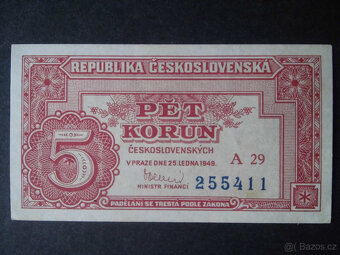 REPUBLIKA ČESKOSLOVENSKÁ
PĚT
KORUN
ČESKOSLOVENSKÝCH
V PRAZE DNE 25. LEDNA 1949.
A 29
5
MINISTR FINANCÍ
255411
PADĚLÁNÍ SE TRESTÁ PODLE ZÁKONA
Bazos.cz